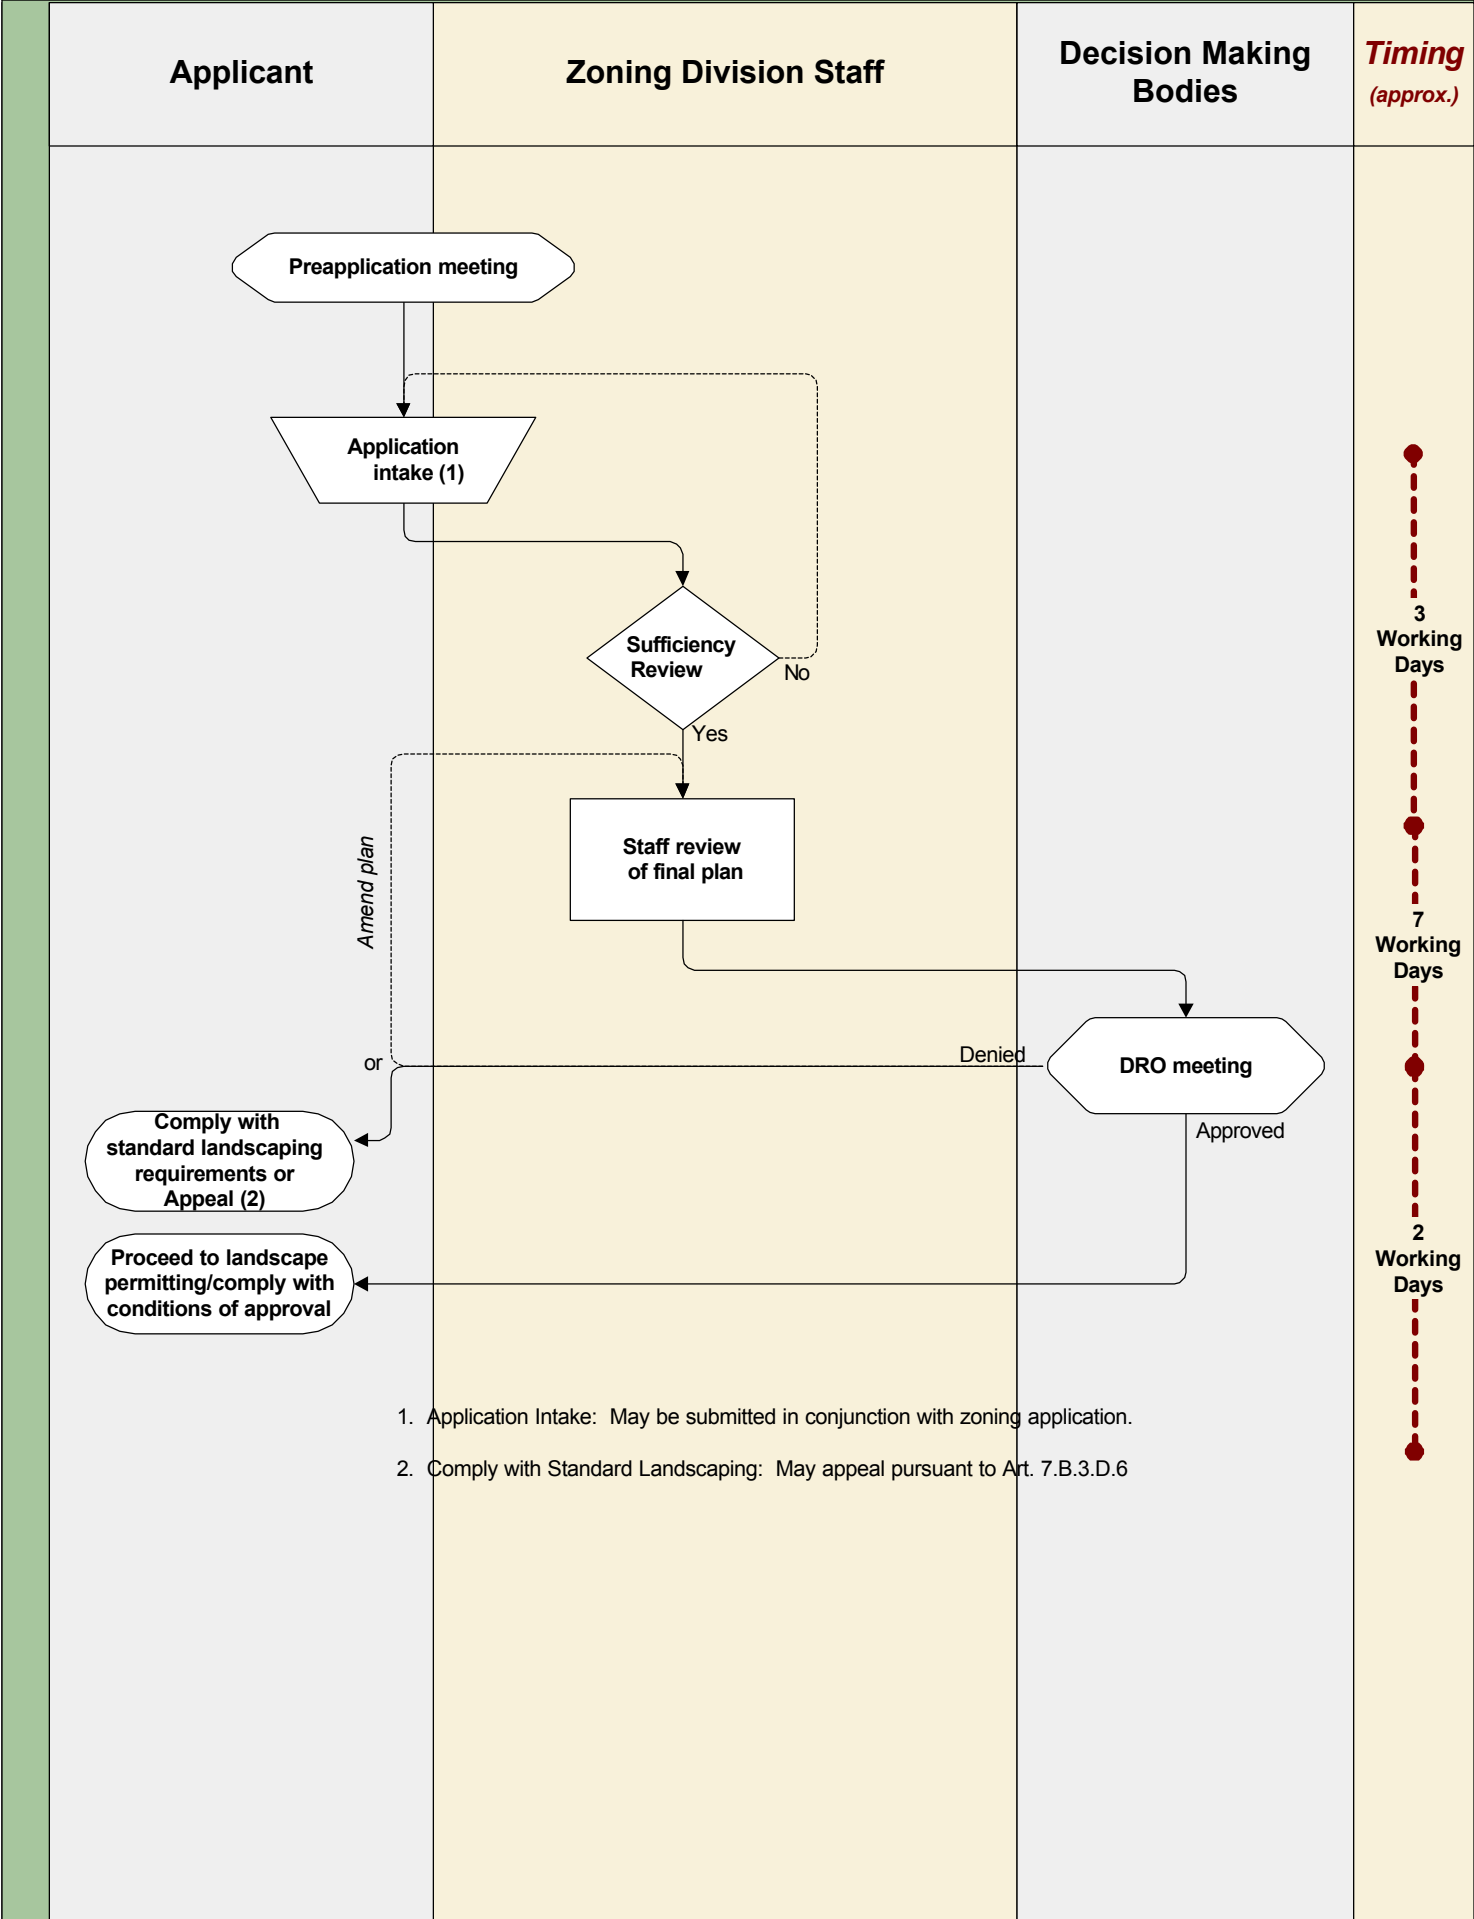 Applicant
Zoning Division Staff
Decision Making
Bodies
Timing
(approx.)
Preapplication meeting
Application
intake (1)
Sufficiency
Review
No
Yes
3
Working
Days
Amend plan
Staff review
of final plan
7
Working
Days
or
Denied
DRO meeting
Approved
Comply with
standard landscaping
requirements or
Appeal (2)
Proceed to landscape
permitting/comply with
conditions of approval
2
Working
Days
1. Application Intake: May be submitted in conjunction with zoning application.
2. Comply with Standard Landscaping: May appeal pursuant to Art. 7.B.3.D.6